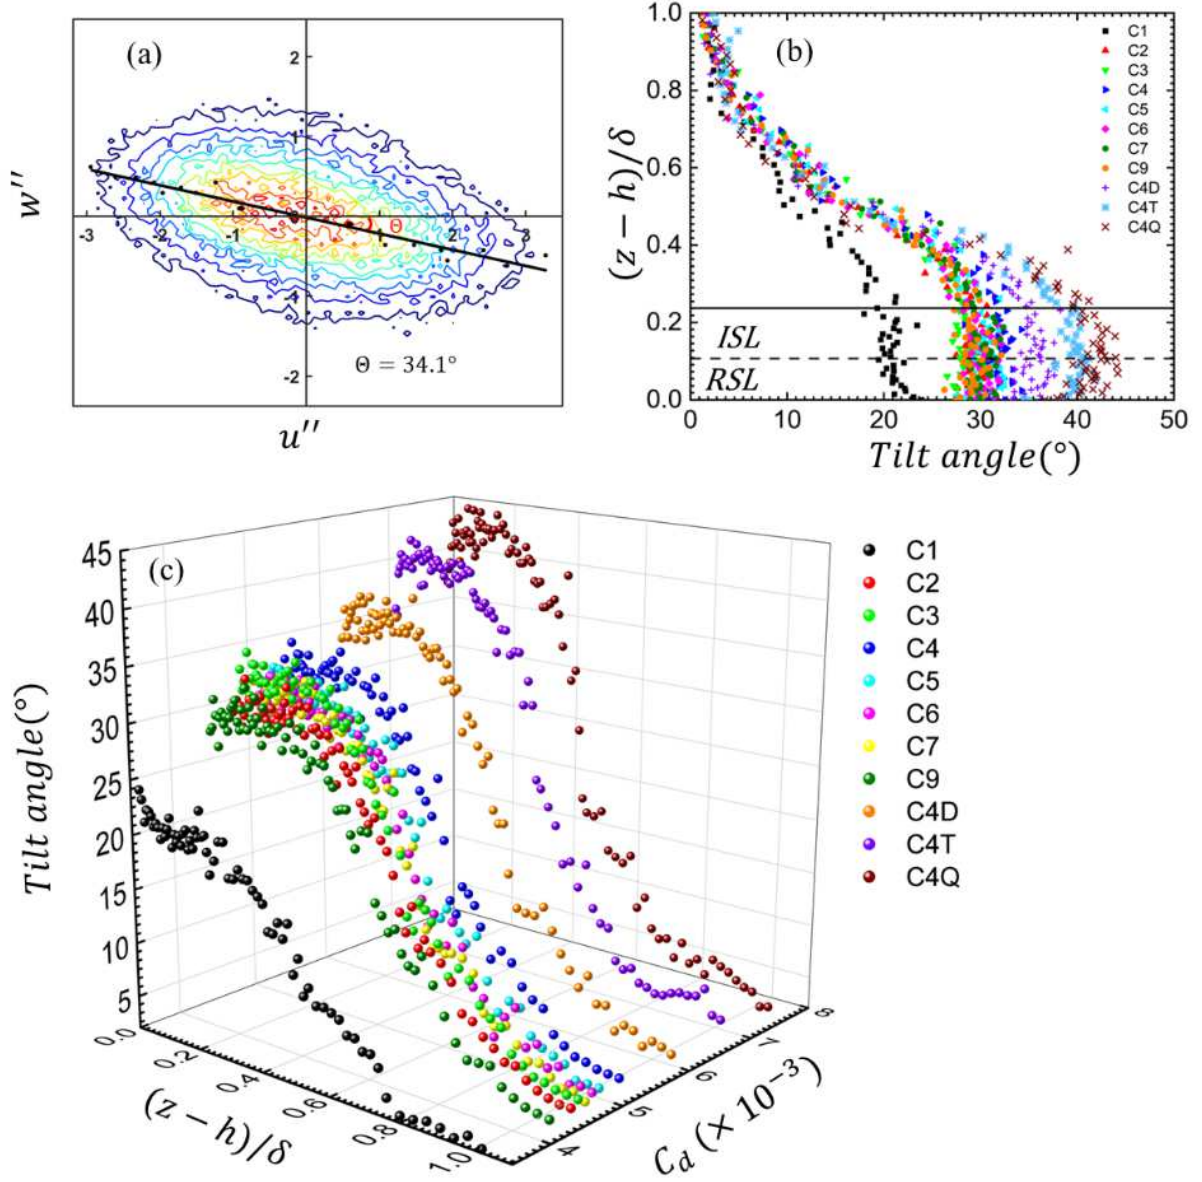 (a)
2
1
w''
-3
-2
-1
1
2
3
Θ
-1
Θ = 34.1°
-2
u''
(b)
1.0
0.8
0.6
0.4
0.2
0.0
(z − h)/δ
ISL
RSL
0
10
20
30
40
50
Tilt angle(°)
C1
C2
C3
C4
C5
C6
C7
C9
C4D
C4T
C4Q
(c)
45
40
35
30
25
20
15
10
5
Tilt angle(°)
0.0
0.2
0.4
0.6
0.8
1.0
(z − h)/δ
4
5
6
7
8
C_d (× 10⁻³)
C1
C2
C3
C4
C5
C6
C7
C9
C4D
C4T
C4Q